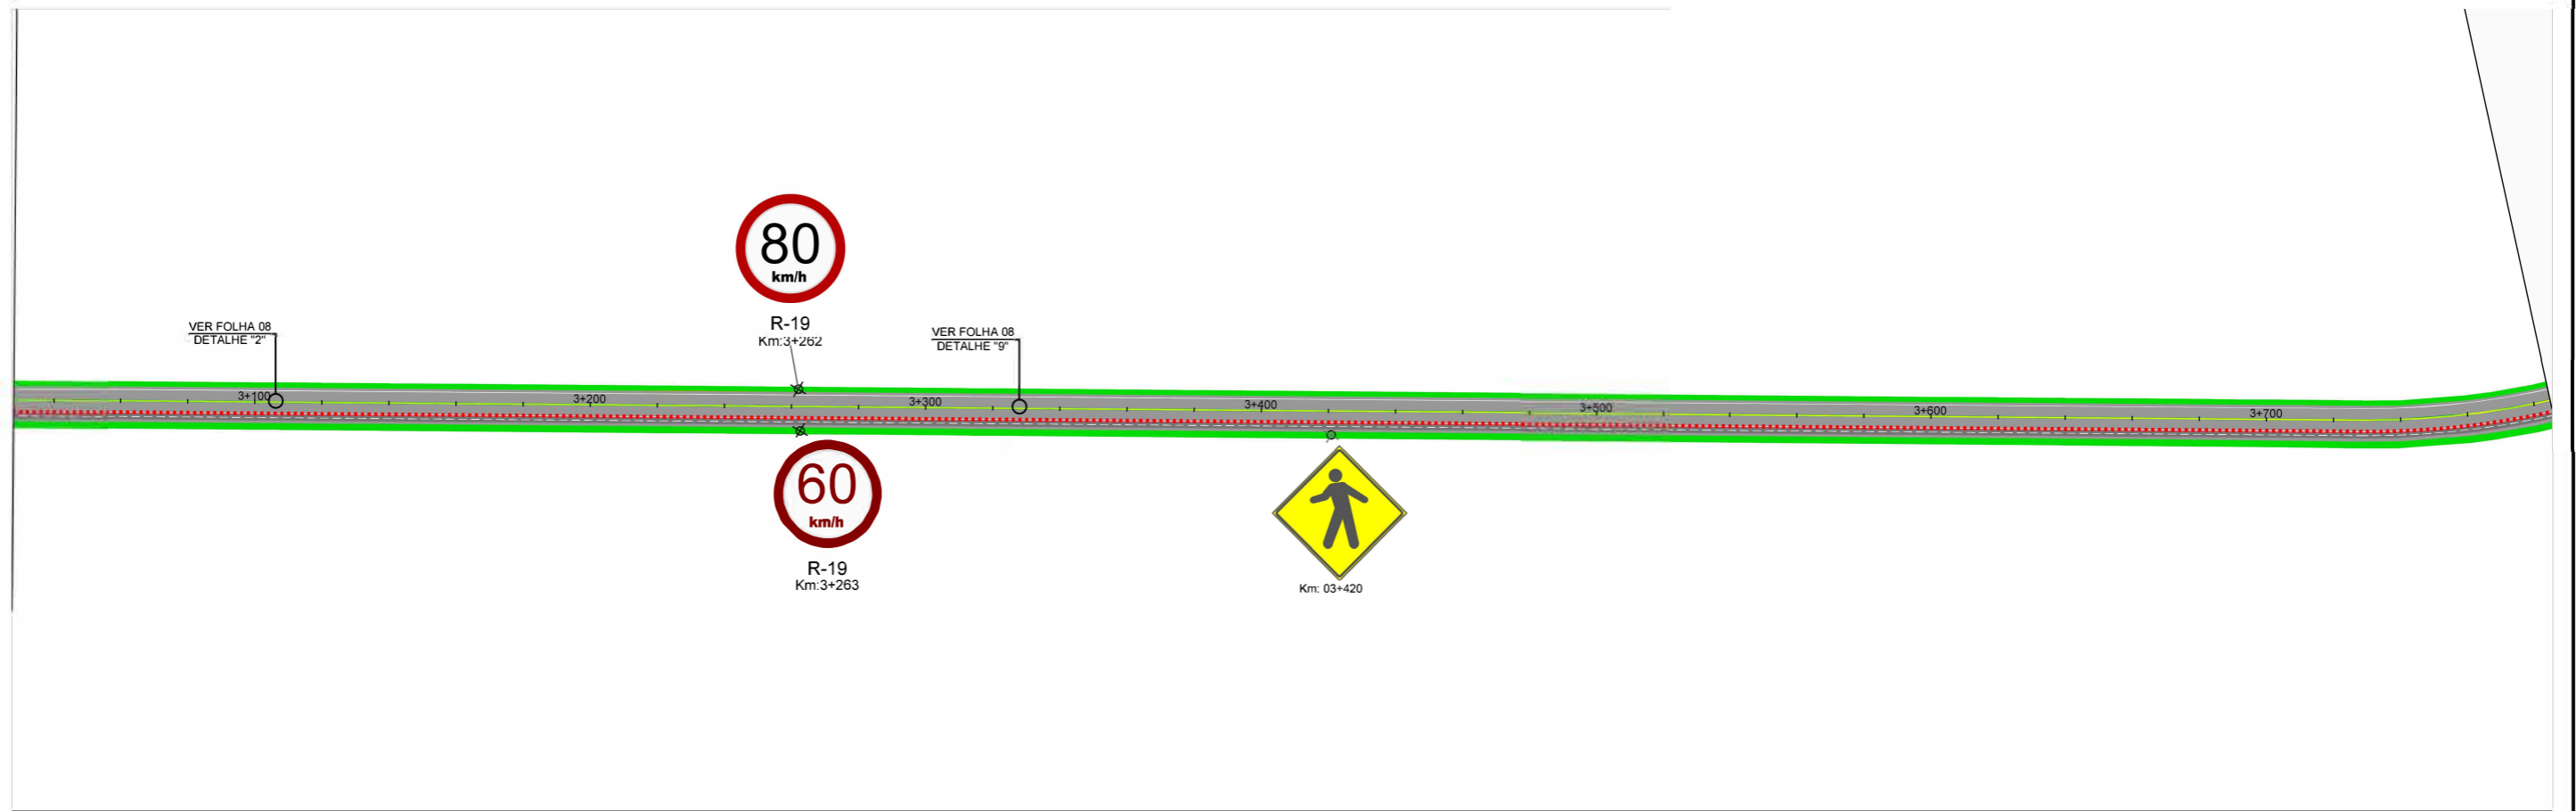 80
km/h
R-19
Km:3+262
VER FOLHA 08
DETALHE "2"
VER FOLHA 08
DETALHE "9"
3+100
3+200
3+300
3+400
3+500
3+600
3+700
60
km/h
R-19
Km:3+263
Km: 03+420